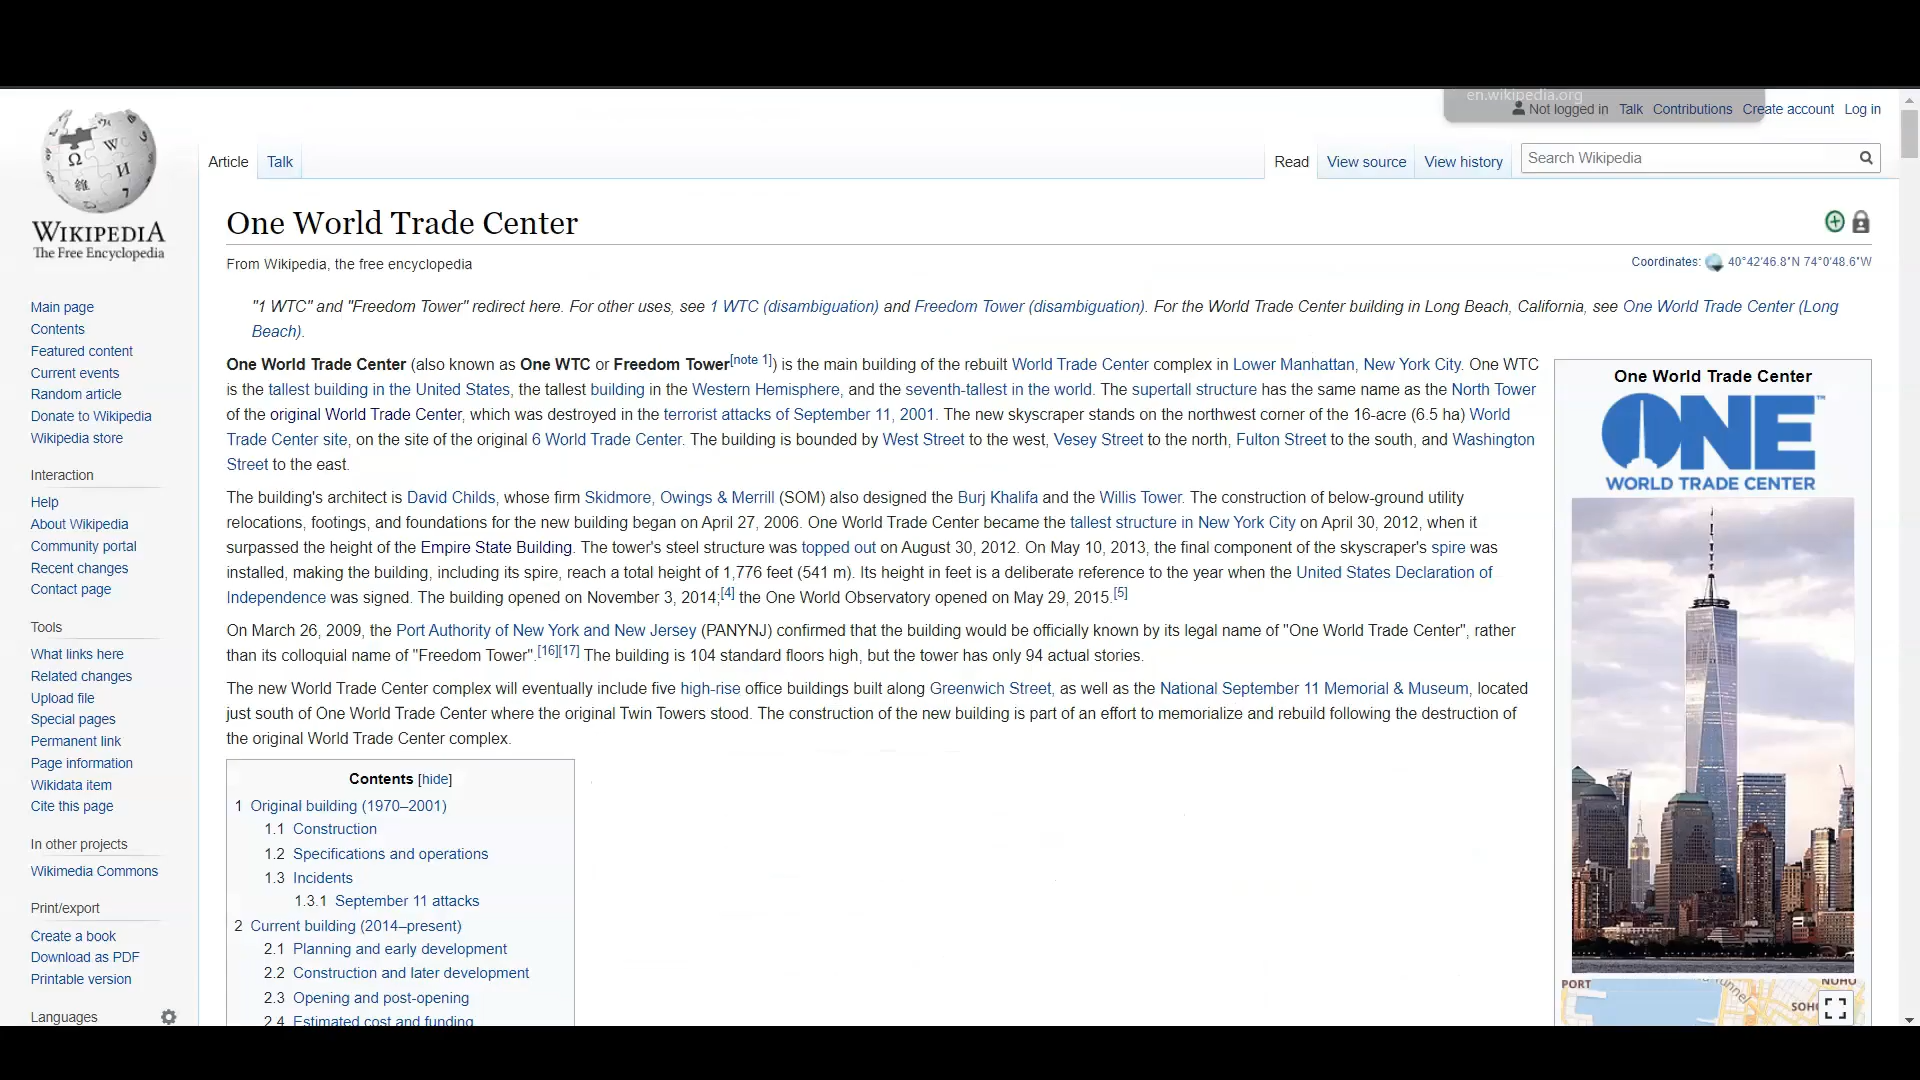 en.wikipedia.org
Not logged in Talk Contributions Create account Log in
WIKIPEDIA
The Free Encyclopedia
Article Talk
Read View source View history
Search Wikipedia
One World Trade Center
From Wikipedia, the free encyclopedia
Coordinates: 40°42′46.8″N 74°0′48.6″W
"1 WTC" and "Freedom Tower" redirect here. For other uses, see 1 WTC (disambiguation) and Freedom Tower (disambiguation). For the World Trade Center building in Long Beach, California, see One World Trade Center (Long
Beach).
One World Trade Center (also known as One WTC or Freedom Tower[note 1]) is the main building of the rebuilt World Trade Center complex in Lower Manhattan, New York City. One WTC
is the tallest building in the United States, the tallest building in the Western Hemisphere, and the seventh-tallest in the world. The supertall structure has the same name as the North Tower
of the original World Trade Center, which was destroyed in the terrorist attacks of September 11, 2001. The new skyscraper stands on the northwest corner of the 16-acre (6.5 ha) World
Trade Center site, on the site of the original 6 World Trade Center. The building is bounded by West Street to the west, Vesey Street to the north, Fulton Street to the south, and Washington
Street to the east.
The building's architect is David Childs, whose firm Skidmore, Owings & Merrill (SOM) also designed the Burj Khalifa and the Willis Tower. The construction of below-ground utility
relocations, footings, and foundations for the new building began on April 27, 2006. One World Trade Center became the tallest structure in New York City on April 30, 2012, when it
surpassed the height of the Empire State Building. The tower's steel structure was topped out on August 30, 2012. On May 10, 2013, the final component of the skyscraper's spire was
installed, making the building, including its spire, reach a total height of 1,776 feet (541 m). Its height in feet is a deliberate reference to the year when the United States Declaration of
Independence was signed. The building opened on November 3, 2014;[4] the One World Observatory opened on May 29, 2015.[5]
On March 26, 2009, the Port Authority of New York and New Jersey (PANYNJ) confirmed that the building would be officially known by its legal name of "One World Trade Center", rather
than its colloquial name of "Freedom Tower".[16][17] The building is 104 standard floors high, but the tower has only 94 actual stories.
The new World Trade Center complex will eventually include five high-rise office buildings built along Greenwich Street, as well as the National September 11 Memorial & Museum, located
just south of One World Trade Center where the original Twin Towers stood. The construction of the new building is part of an effort to memorialize and rebuild following the destruction of
the original World Trade Center complex.
Contents [hide]
1 Original building (1970–2001)
1.1 Construction
1.2 Specifications and operations
1.3 Incidents
1.3.1 September 11 attacks
2 Current building (2014–present)
2.1 Planning and early development
2.2 Construction and later development
2.3 Opening and post-opening
2.4 Estimated cost and funding
One World Trade Center
ONE™
WORLD TRADE CENTER
PORT
Tunnel
NOHO
SOH
Main page
Contents
Featured content
Current events
Random article
Donate to Wikipedia
Wikipedia store
Interaction
Help
About Wikipedia
Community portal
Recent changes
Contact page
Tools
What links here
Related changes
Upload file
Special pages
Permanent link
Page information
Wikidata item
Cite this page
In other projects
Wikimedia Commons
Print/export
Create a book
Download as PDF
Printable version
Languages